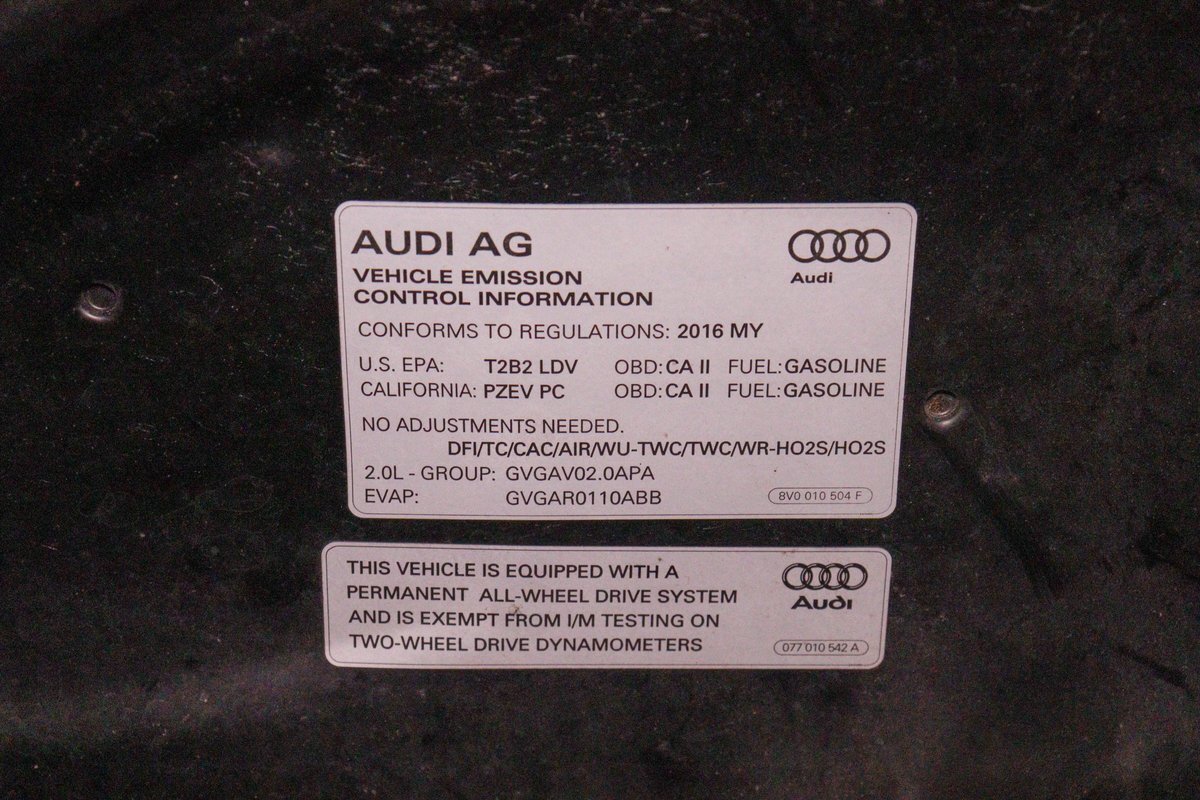 AUDI AG
Audi
VEHICLE EMISSION
CONTROL INFORMATION
CONFORMS TO REGULATIONS: 2016 MY
U.S. EPA: T2B2 LDV OBD: CA II FUEL: GASOLINE
CALIFORNIA: PZEV PC OBD: CA II FUEL: GASOLINE
NO ADJUSTMENTS NEEDED.
DFI/TC/CAC/AIR/WU-TWC/TWC/WR-HO2S/HO2S
2.0L - GROUP: GVGAV02.0APA
EVAP: GVGAR0110ABB
8V0 010 504 F
THIS VEHICLE IS EQUIPPED WITH A
PERMANENT ALL-WHEEL DRIVE SYSTEM
AND IS EXEMPT FROM I/M TESTING ON
TWO-WHEEL DRIVE DYNAMOMETERS
Audi
077 010 542 A